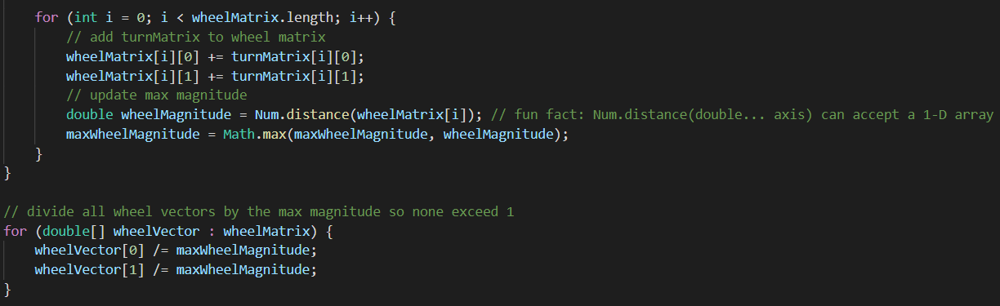 for (int i = 0; i < wheelMatrix.length; i++) {
// add turnMatrix to wheel matrix
wheelMatrix[i][0] += turnMatrix[i][0];
wheelMatrix[i][1] += turnMatrix[i][1];
// update max magnitude
double wheelMagnitude = Num.distance(wheelMatrix[i]); // fun fact: Num.distance(double... axis) can accept a 1-D array
maxWheelMagnitude = Math.max(maxWheelMagnitude, wheelMagnitude);
}
}
// divide all wheel vectors by the max magnitude so none exceed 1
for (double[] wheelVector : wheelMatrix) {
wheelVector[0] /= maxWheelMagnitude;
wheelVector[1] /= maxWheelMagnitude;
}